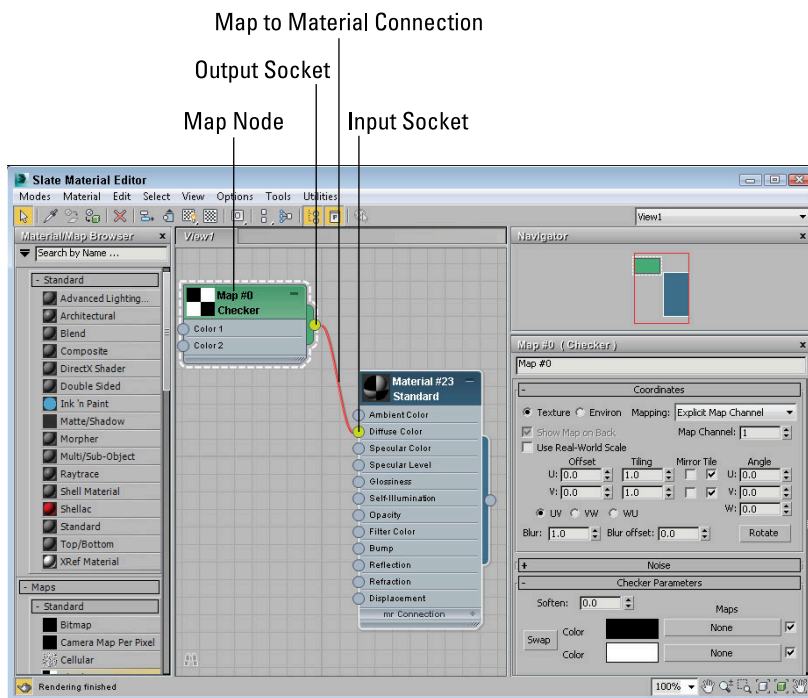 Map to Material Connection
Output Socket
Map Node
Input Socket
Slate Material Editor
Modes Material Edit Select View Options Tools Utilities
View1
Material/Map Browser x
View1
Navigator x
Search by Name ...
- Standard
Advanced Lighting...
Architectural
Blend
Composite
DirectX Shader
Double Sided
Ink 'n Paint
Matte/Shadow
Morpher
Multi/Sub-Object
Raytrace
Shell Material
Shellac
Standard
Top/Bottom
XRef Material
- Maps
- Standard
Bitmap
Camera Map Per Pixel
Cellular
Map #0
Checker
Color 1
Color 2
Material #23
Standard
Ambient Color
Diffuse Color
Specular Color
Specular Level
Glossiness
Self-Illumination
Opacity
Filter Color
Bump
Reflection
Refraction
Displacement
mr Connection +
Map #0 ( Checker ) x
Map #0
- Coordinates
Texture Environ Mapping: Explicit Map Channel
Show Map on Back Map Channel: 1
Use Real-World Scale
Offset Tiling Mirror Tile Angle
U: 0.0 1.0 U: 0.0
V: 0.0 1.0 V: 0.0
UV VW WU W: 0.0
Blur: 1.0 Blur offset: 0.0 Rotate
+ Noise
- Checker Parameters
Soften: 0.0 Maps
Swap Color None
Color None
Rendering finished
100%